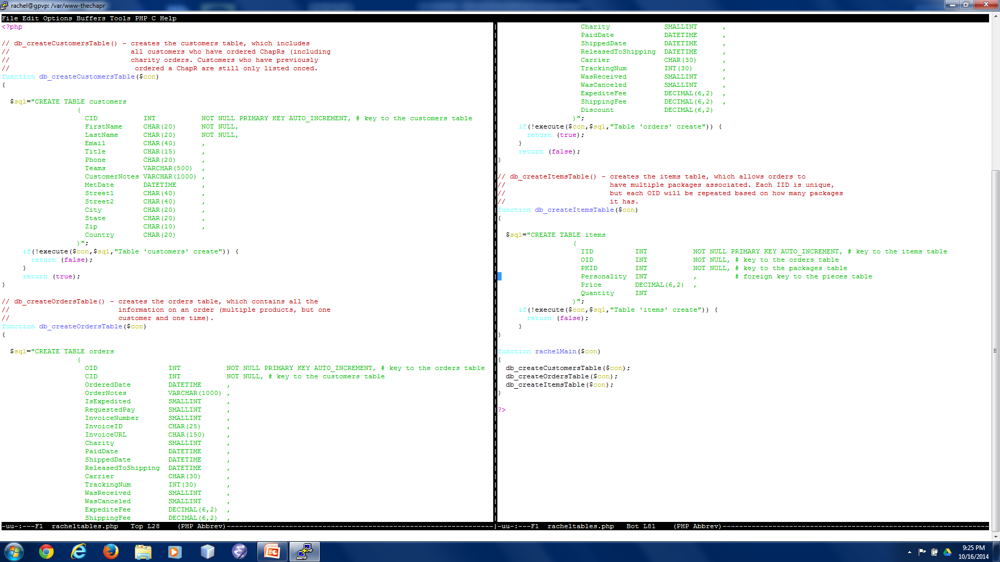 rachel@gpvp: /var/www-thechapr
File Edit Options Buffers Tools PHP C Help
<?php
// db_createCustomersTable() - creates the customers table, which includes
//                             all customers who have ordered ChapRs (including
//                             charity orders. Customers who have previously
//                              ordered a ChapR are still only listed onced.
function db_createCustomersTable($con)
{
  $sql="CREATE TABLE customers
(
CID INT NOT NULL PRIMARY KEY AUTO_INCREMENT, # key to the customers table
FirstName CHAR(20) NOT NULL,
LastName CHAR(20) NOT NULL,
Email CHAR(40) ,
Title CHAR(15) ,
Phone CHAR(20) ,
Teams VARCHAR(500) ,
CustomerNotes VARCHAR(1000) ,
MetDate DATETIME ,
Street1 CHAR(40) ,
Street2 CHAR(40) ,
City CHAR(20) ,
State CHAR(20) ,
Zip CHAR(10) ,
Country CHAR(20)
)";
if(!execute($con,$sql,"Table 'customers' create")) {
return (false);
}
return (true);
}
// db_createOrdersTable() - creates the orders table, which contains all the
//                          information on an order (multiple products, but one
//                          customer and one time).
function db_createOrdersTable($con)
{
  $sql="CREATE TABLE orders
(
OID INT NOT NULL PRIMARY KEY AUTO_INCREMENT, # key to the orders table
CID INT NOT NULL, # key to the customers table
OrderedDate DATETIME ,
OrderNotes VARCHAR(1000) ,
IsExpedited SMALLINT ,
RequestedPay SMALLINT ,
InvoiceNumber SMALLINT ,
InvoiceID CHAR(25) ,
InvoiceURL CHAR(150) ,
Charity SMALLINT ,
PaidDate DATETIME ,
ShippedDate DATETIME ,
ReleasedToShipping DATETIME ,
Carrier CHAR(30) ,
TrackingNum INT(30) ,
WasReceived SMALLINT ,
WasCanceled SMALLINT ,
ExpediteFee DECIMAL(6,2) ,
ShippingFee DECIMAL(6,2) ,
-uu-:---F1  racheltables.php   Top L28    (PHP Abbrev)----------------------------------------------------------------
Charity SMALLINT ,
PaidDate DATETIME ,
ShippedDate DATETIME ,
ReleasedToShipping DATETIME ,
Carrier CHAR(30) ,
TrackingNum INT(30) ,
WasReceived SMALLINT ,
WasCanceled SMALLINT ,
ExpediteFee DECIMAL(6,2) ,
ShippingFee DECIMAL(6,2) ,
Discount DECIMAL(6,2)
)";
if(!execute($con,$sql,"Table 'orders' create")) {
return (true);
}
return (false);
}
// db_createItemsTable() - creates the items table, which allows orders to
//                         have multiple packages associated. Each IID is unique,
//                         but each OID will be repeated based on how many packages
//                         it has.
function db_createItemsTable($con)
{
  $sql="CREATE TABLE items
(
IID INT NOT NULL PRIMARY KEY AUTO_INCREMENT, # key to the items table
OID INT NOT NULL, # key to the orders table
PKID INT NOT NULL, # key to the packages table
Personality INT , # foreign key to the pieces table
Price DECIMAL(6,2) ,
Quantity INT
)";
if(!execute($con,$sql,"Table 'items' create")) {
return (false);
}
}
function rachelMain($con)
{
  db_createCustomersTable($con);
  db_createOrdersTable($con);
  db_createItemsTable($con);
}
?>
-uu-:---F1  racheltables.php   Bot L81    (PHP Abbrev)----------------------------------------------------------------
9:25 PM
10/16/2014